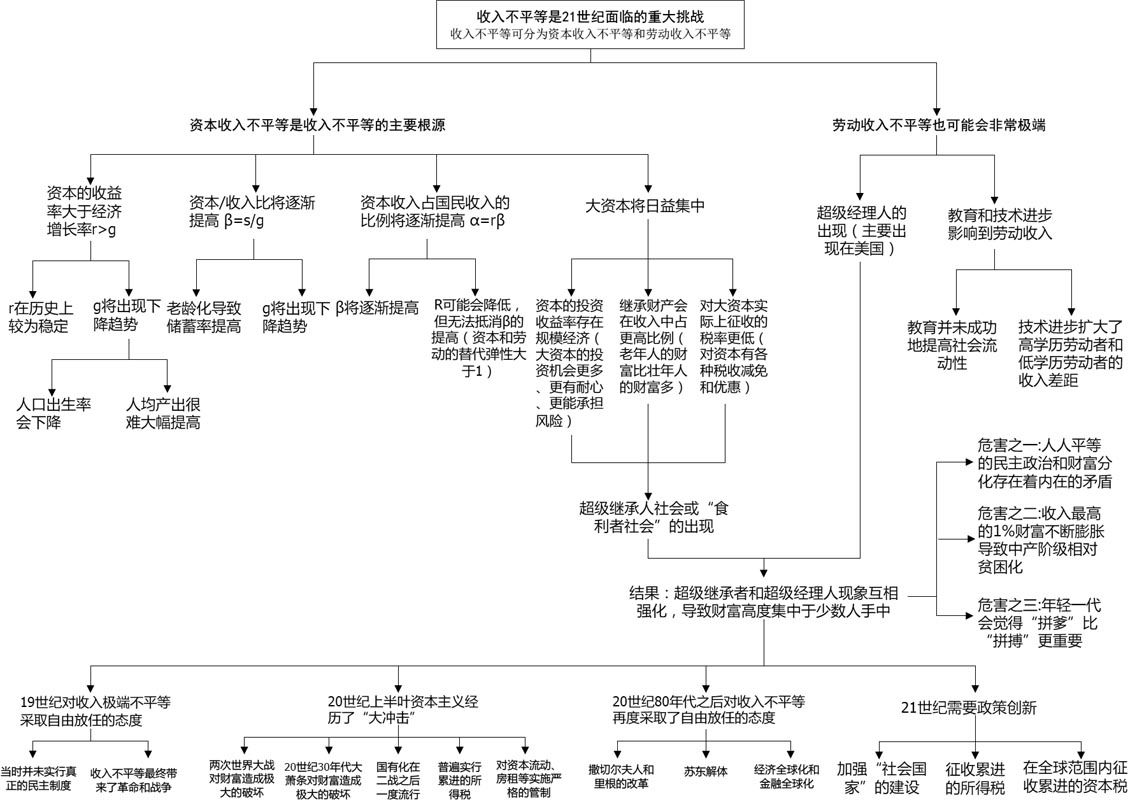 收入不平等是21世纪面临的重大挑战
收入不平等可分为资本收入不平等和劳动收入不平等
资本收入不平等是收入不平等的主要根源
劳动收入不平等也可能会非常极端
资本的收益
率大于经济
增长率r>g
资本/收入比将逐渐
提高 β=s/g
资本收入占国民收入的
比例将逐渐提高 α=rβ
大资本将日益集中
超级经理人的
出现（主要出
现在美国）
教育和技术进步
影响到劳动收入
r在历史上
较为稳定
g将出现下
降趋势
老龄化导致
储蓄率提高
g将出现下
降趋势
β将逐渐提高
R可能会降低，
但无法抵消β的
提高（资本和劳
动的替代弹性大
于1）
资本的投资
收益率存在
规模经济（
大资本的投
资机会更多
、更有耐心
、更能承担
风险）
继承财产会
在收入中占
更高比例（
老年人的财
富比壮年人
的财富多）
对大资本实
际上征收的
税率更低（
对资本有各
种税收减免
和优惠）
教育并未成功
地提高社会流
动性
技术进步扩大了
高学历劳动者和
低学历劳动者的
收入差距
人口出生率
会下降
人均产出很
难大幅提高
超级继承人社会或“食
利者社会”的出现
结果：超级继承者和超级经理人现象互相
强化，导致财富高度集中于少数人手中
危害之一:人人平等
的民主政治和财富分
化存在着内在的矛盾
危害之二:收入最高
的1%财富不断膨胀
导致中产阶级相对
贫困化
危害之三:年轻一代
会觉得“拼爹”比
“拼搏”更重要
19世纪对收入极端不平等
采取自由放任的态度
20世纪上半叶资本主义经
历了“大冲击”
20世纪80年代之后对收入不平等
再度采取了自由放任的态度
21世纪需要政策创新
当时并未实行真
正的民主制度
收入不平等最终带
来了革命和战争
两次世界大战
对财富造成极
大的破坏
20世纪30年代大
萧条对财富造成
极大的破坏
国有化在
二战之后
一度流行
普遍实行
累进的所
得税
对资本流动、
房租等实施严
格的管制
撒切尔夫人和
里根的改革
苏东解体
经济全球化和
金融全球化
加强“社会国
家”的建设
征收累进
的所得税
在全球范围内征
收累进的资本税